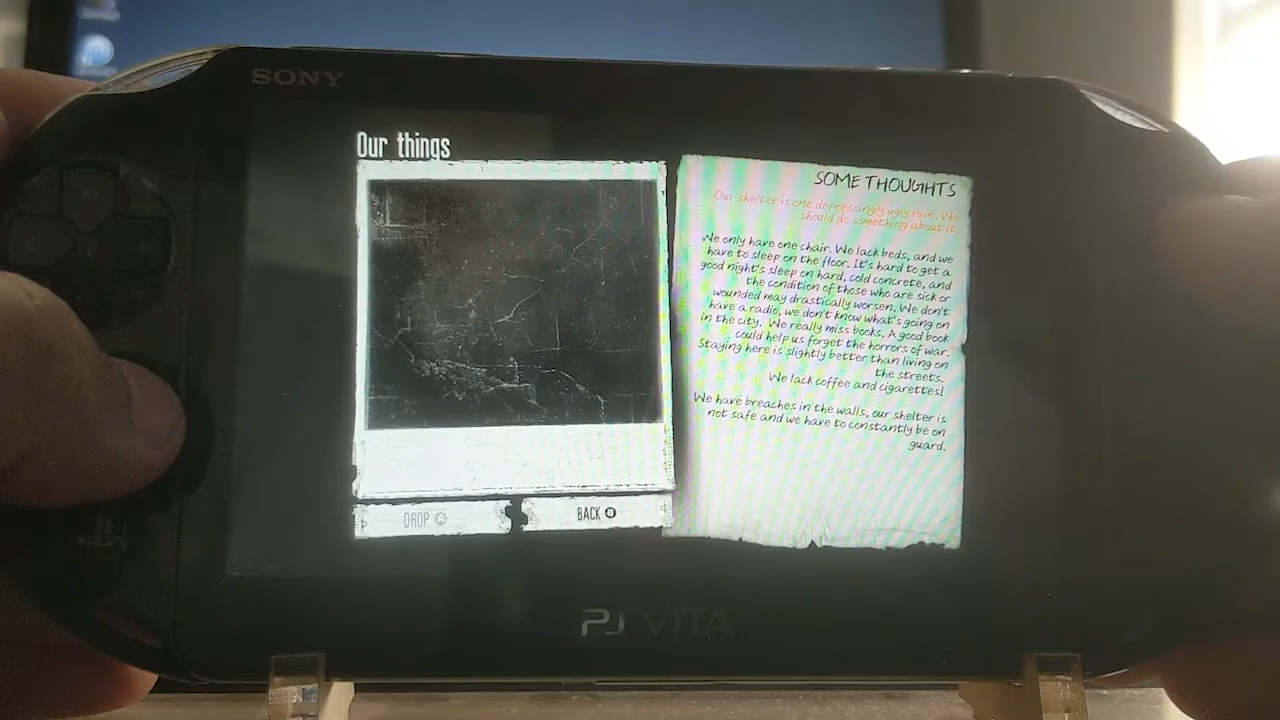 SONY
Our things
SOME THOUGHTS
Our shelter is one depressingly ugly ruin. We
should do something about it.
We only have one chair. We lack beds, and we
have to sleep on the floor. It's hard to get a
good night's sleep on hard, cold concrete, and
the condition of those who are sick or
wounded may drastically worsen. We don't
have a radio, we don't know what's going on
in the city. We really miss books. A good book
could help us forget the horrors of war.
Staying here is slightly better than living on
the streets.
We lack coffee and cigarettes!
We have breaches in the walls, our shelter is
not safe and we have to constantly be on
guard.
DROP A
BACK B
PS VITA